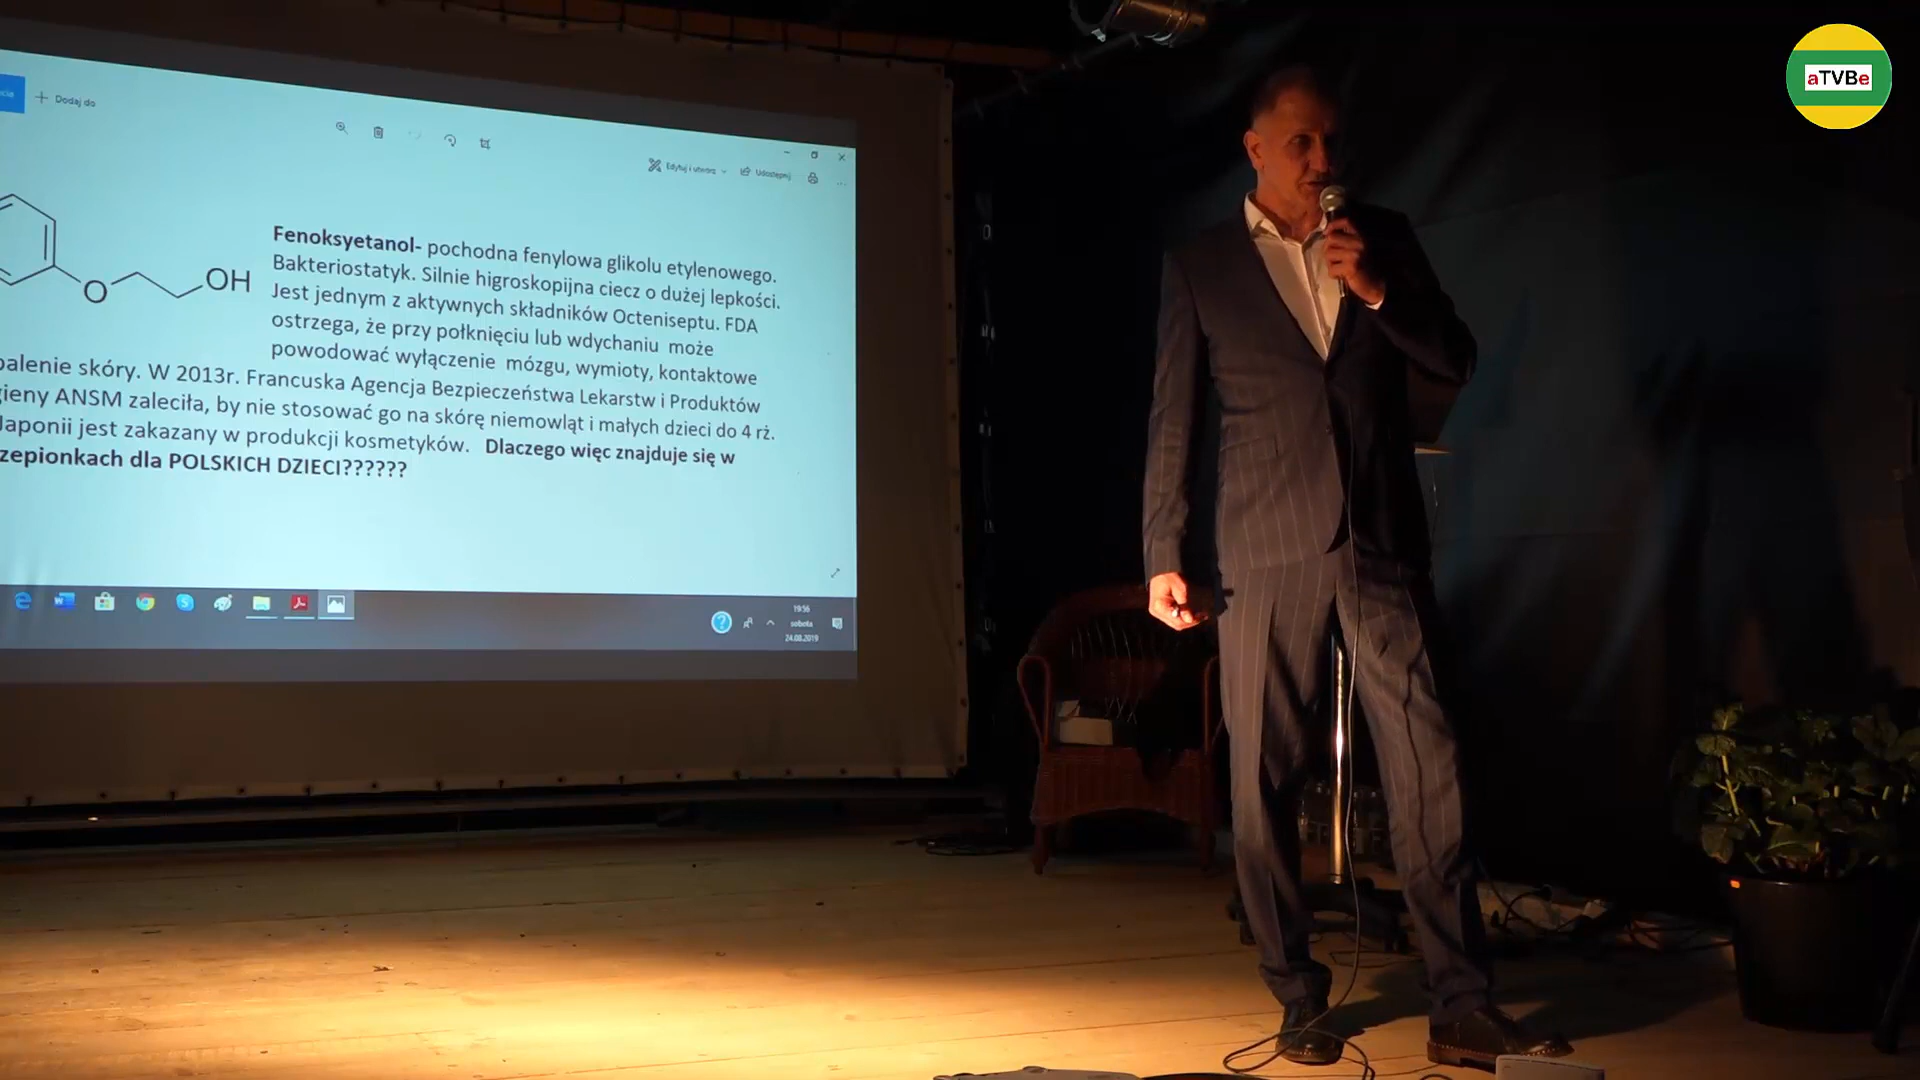 aTVBe
Dodaj do
Edytuj i utwórz
Udostępnij
Fenoksyetanol- pochodna fenylowa glikolu etylenowego.
Bakteriostatyk. Silnie higroskopijna ciecz o dużej lepkości.
Jest jednym z aktywnych składników Octeniseptu. FDA
ostrzega, że przy połknięciu lub wdychaniu może
powodować wyłączenie mózgu, wymioty, kontaktowe
palenie skóry. W 2013r. Francuska Agencja Bezpieczeństwa Lekarstw i Produktów
gieny ANSM zaleciła, by nie stosować go na skórę niemowląt i małych dzieci do 4 rż.
Japonii jest zakazany w produkcji kosmetyków. Dlaczego więc znajduje się w
zepionkach dla POLSKICH DZIECI??????
O
OH
19:56
sobota
24.08.2019